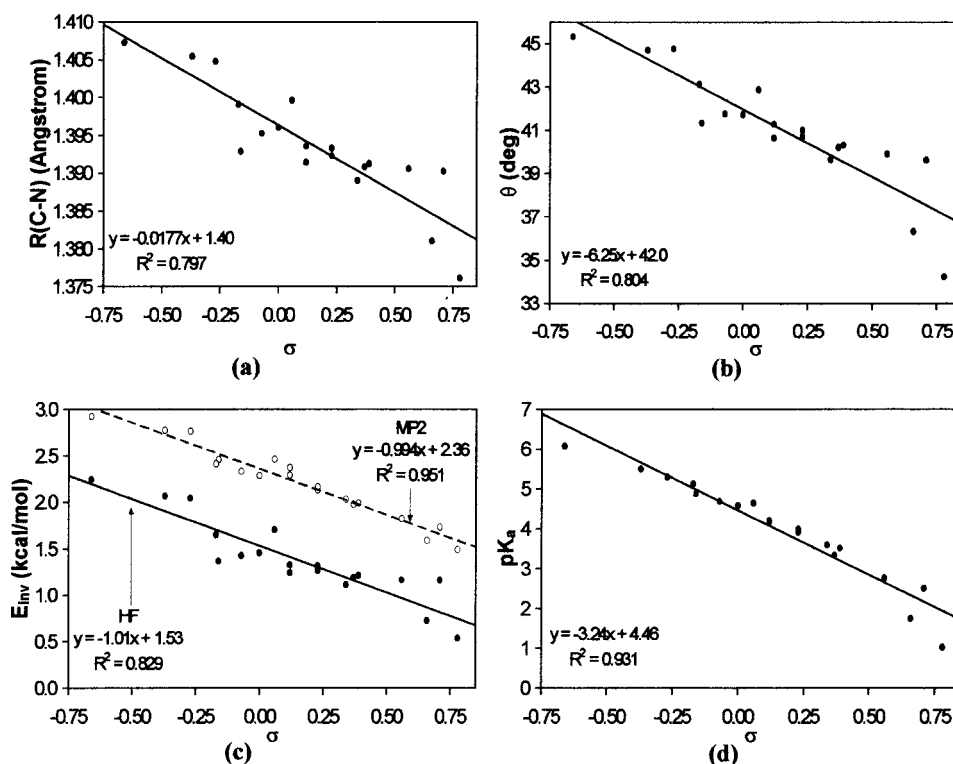 1.410
1.405
1.400
1.395
1.390
1.385
1.380
1.375
R(C-N) (Angstrom)
y = -0.0177x + 1.40
R² = 0.797
-0.75 -0.50 -0.25 0.00 0.25 0.50 0.75
σ
(a)
45
43
41
39
37
35
33
θ (deg)
y = -6.25x + 42.0
R² = 0.804
-0.75 -0.50 -0.25 0.00 0.25 0.50 0.75
σ
(b)
3.0
2.5
2.0
1.5
1.0
0.5
0.0
E_inv (kcal/mol)
MP2
y = -0.994x + 2.36
R² = 0.951
HF
y = -1.01x + 1.53
R² = 0.829
-0.75 -0.50 -0.25 0.00 0.25 0.50 0.75
σ
(c)
7
6
5
4
3
2
1
0
pKₐ
y = -3.24x + 4.46
R² = 0.931
-0.75 -0.50 -0.25 0.00 0.25 0.50 0.75
σ
(d)